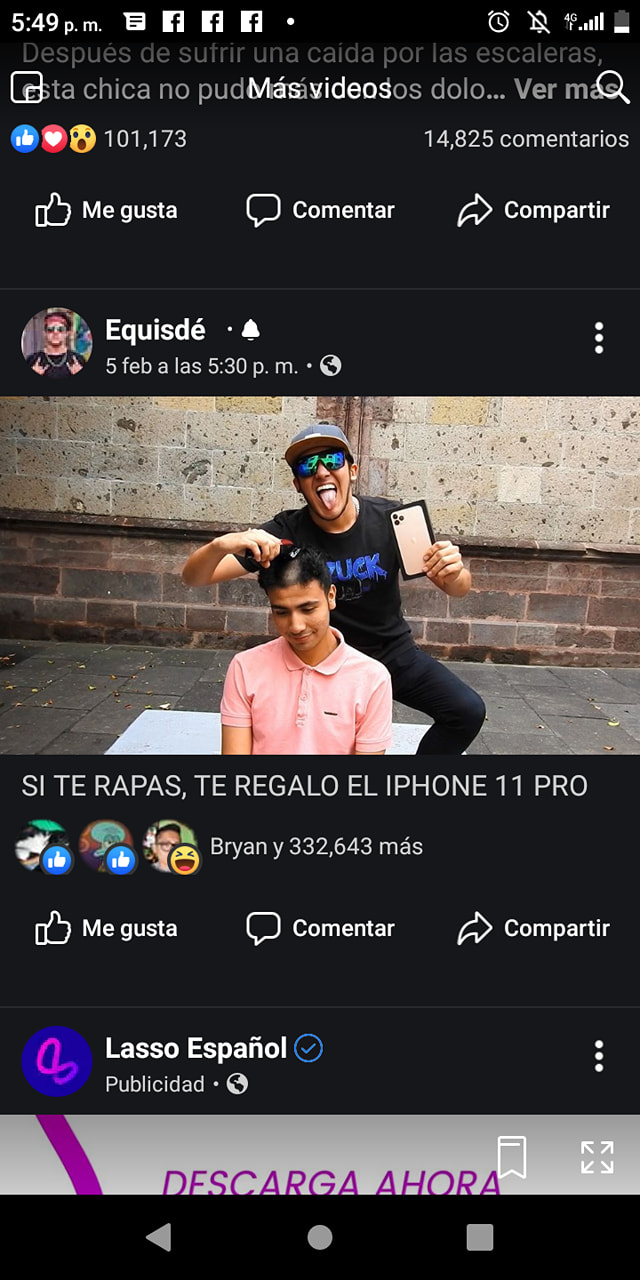 5:49 p. m.
4G
Después de sufrir una caída por las escaleras,
esta chica no pudo más con los dolo... Ver más
Más videos
101,173
14,825 comentarios
Me gusta
Comentar
Compartir
Equisdé
5 feb a las 5:30 p. m.
SI TE RAPAS, TE REGALO EL IPHONE 11 PRO
Bryan y 332,643 más
Me gusta
Comentar
Compartir
Lasso Español
Publicidad
DESCARGA AHORA